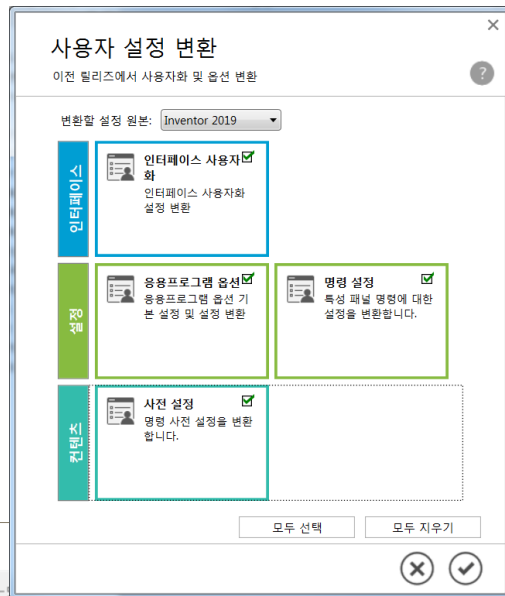 사용자 설정 변환
이전 릴리즈에서 사용자화 및 옵션 변환
?
변환할 설정 원본: Inventor 2019
인터페이스
인터페이스 사용자
화
인터페이스 사용자화
설정 변환
설정
응용프로그램 옵션
응용프로그램 옵션 기
본 설정 및 설정 변환
명령 설정
특성 패널 명령에 대한
설정을 변환합니다.
컨텐츠
사전 설정
명령 사전 설정을 변환
합니다.
모두 선택
모두 지우기